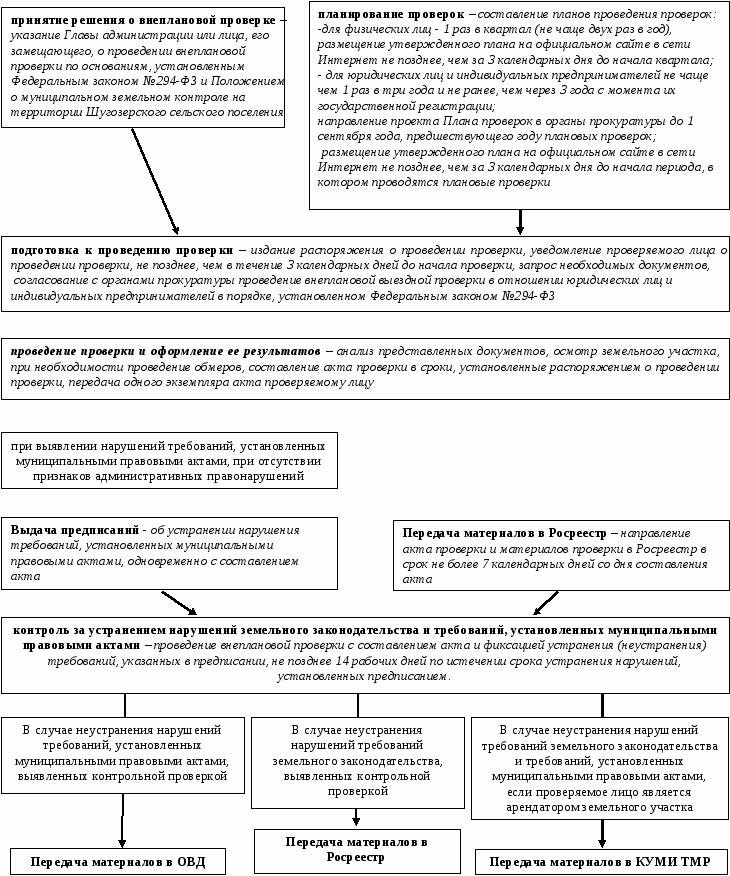 принятие решения о внеплановой проверке –
указание Главы администрации или лица, его
замещающего, о проведении внеплановой
проверки по основаниям, установленным
Федеральным законом №294-ФЗ и Положением
о муниципальном земельном контроле на
территории Шугозерского сельского поселения
планирование проверок – составление планов проведения проверок:
-для физических лиц - 1 раз в квартал (не чаще двух раз в год),
размещение утвержденного плана на официальном сайте в сети
Интернет не позднее, чем за 3 календарных дня до начала квартала;
- для юридических лиц и индивидуальных предпринимателей не чаще
чем 1 раз в три года и не ранее, чем через 3 года с момента их
государственной регистрации;
направление проекта Плана проверок в органы прокуратуры до 1
сентября года, предшествующего году плановых проверок;
размещение утвержденного плана на официальном сайте в сети
Интернет не позднее, чем за 3 календарных дня до начала периода, в
котором проводятся плановые проверки
подготовка к проведению проверки – издание распоряжения о проведении проверки, уведомление проверяемого лица о
проведении проверки, не позднее, чем в течение 3 календарных дней до начала проверки, запрос необходимых документов,
согласование с органами прокуратуры проведение внеплановой выездной проверки в отношении юридических лиц и
индивидуальных предпринимателей в порядке, установленном Федеральным законом №294-ФЗ
проведение проверки и оформление ее результатов – анализ представленных документов, осмотр земельного участка,
при необходимости проведение обмеров, составление акта проверки в сроки, установленные распоряжением о проведении
проверки, передача одного экземпляра акта проверяемому лицу
при выявлении нарушений требований, установленных
муниципальными правовыми актами, при отсутствии
признаков административных правонарушений
Выдача предписаний - об устранении нарушения
требований, установленных муниципальными
правовыми актами, одновременно с составлением
акта
Передача материалов в Росреестр – направление
акта проверки и материалов проверки в Росреестр в
срок не более 7 календарных дней со дня составления
акта
контроль за устранением нарушений земельного законодательства и требований, установленных муниципальными
правовыми актами – проведение внеплановой проверки с составлением акта и фиксацией устранения (неустранения)
требований, указанных в предписании, не позднее 14 рабочих дней по истечении срока устранения нарушений,
установленных предписанием.
В случае неустранения нарушений
требований, установленных
муниципальными правовыми актами,
выявленных контрольной проверкой
В случае неустранения
нарушений требований
земельного законодательства,
выявленных контрольной
проверкой
В случае неустранения нарушений
требований земельного законодательства
и требований, установленных
муниципальными правовыми актами,
если проверяемое лицо является
арендатором земельного участка
Передача материалов в ОВД
Передача материалов в
Росреестр
Передача материалов в КУМИ ТМР